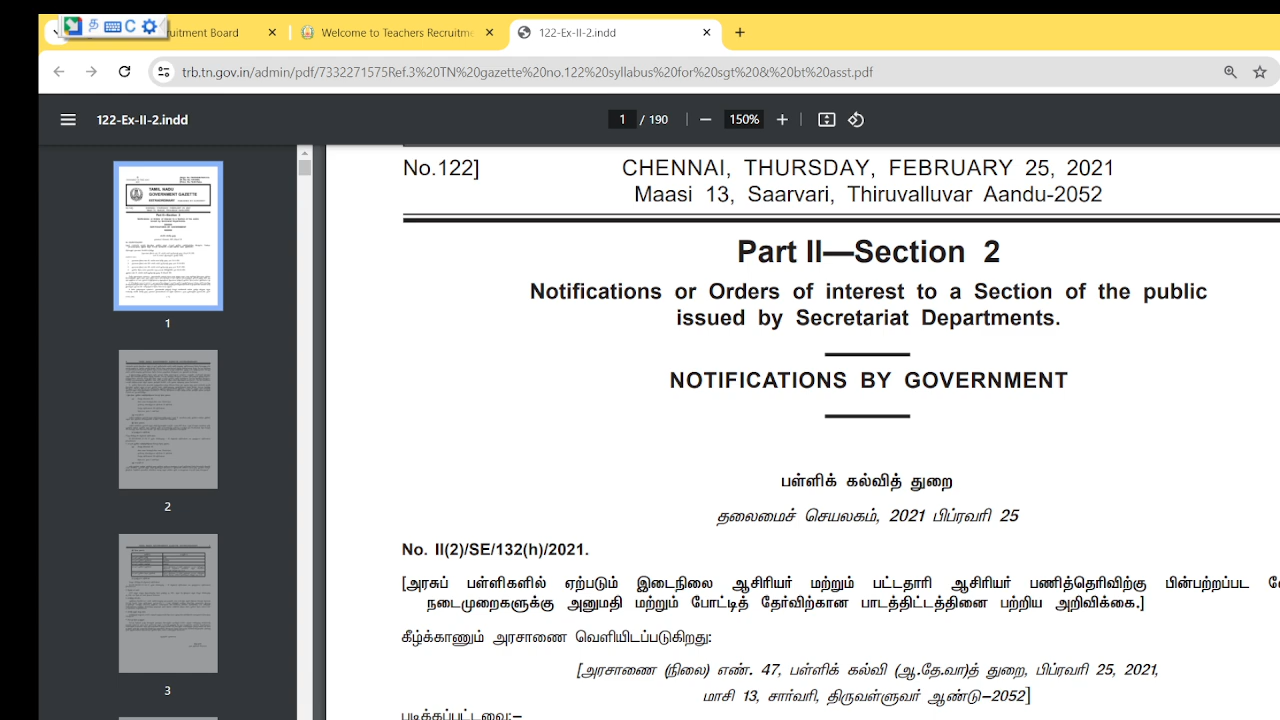 த C uitment Board
Welcome to Teachers Recruitme
122-Ex-II-2.indd
trb.tn.gov.in/admin/pdf/7332271575Ref.3%20TN%20gazette%20no.122%20syllabus%20for%20sgt%20&%20bt%20asst.pdf
122-Ex-II-2.indd
1 / 190
150%
1
2
3
No.122]
CHENNAI, THURSDAY, FEBRUARY 25, 2021
Maasi 13, Saarvari, Thiruvalluvar Aandu-2052
Part II—Section 2
Notifications or Orders of interest to a Section of the public
issued by Secretariat Departments.
NOTIFICATIONS BY GOVERNMENT
பள்ளிக் கல்வித் துறை
தலைமைச் செயலகம், 2021 பிப்ரவரி 25
No. II(2)/SE/132(h)/2021.
[அரசுப் பள்ளிகளில் ஏற்படும் இடைநிலை ஆசிரியர் மற்றும் பட்டதாரி ஆசிரியர் பணித்தெரிவிற்கு பின்பற்றப்பட
நடைமுறைகளுக்கு அனுமதி மற்றும் போட்டித் தேர்விற்கான பாடத்திட்டத்தினை பற்றிய அறிவிக்கை.]
கீழ்க்காணும் அரசாணை வெளியிடப்படுகிறது:
[அரசாணை (நிலை) எண். 47, பள்ளிக் கல்வி (ஆ.தே.வா)த் துறை, பிப்ரவரி 25, 2021,
மாசி 13, சார்வரி, திருவள்ளுவர் ஆண்டு–2052]
படிக்கப்பட்டவை:–